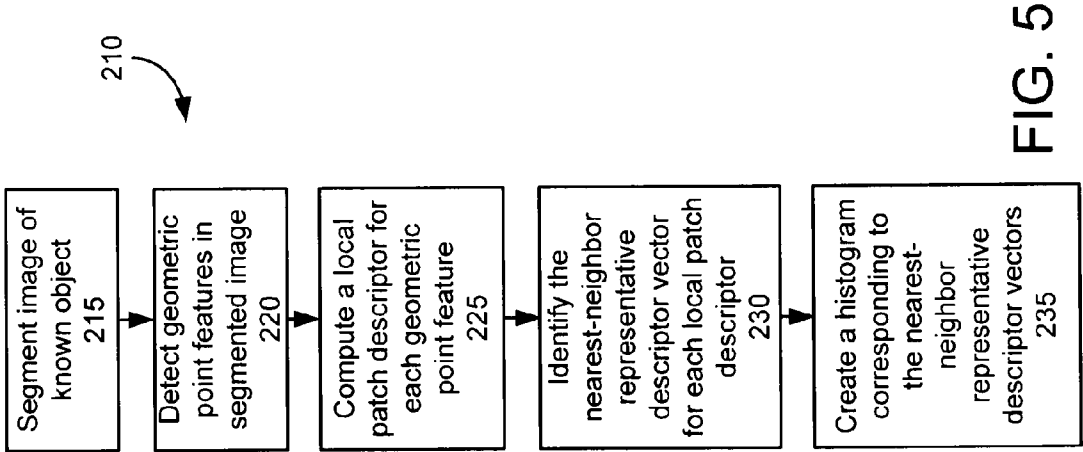 210
Segment image of
known object
215
Detect geometric
point features in
segmented image
220
Compute a local
patch descriptor for
each geometric
point feature
225
Identify the
nearest-neighbor
representative
descriptor vector
for each local patch
descriptor
230
Create a histogram
corresponding to
the nearest-
neighbor
representative
descriptor vectors
235
FIG. 5